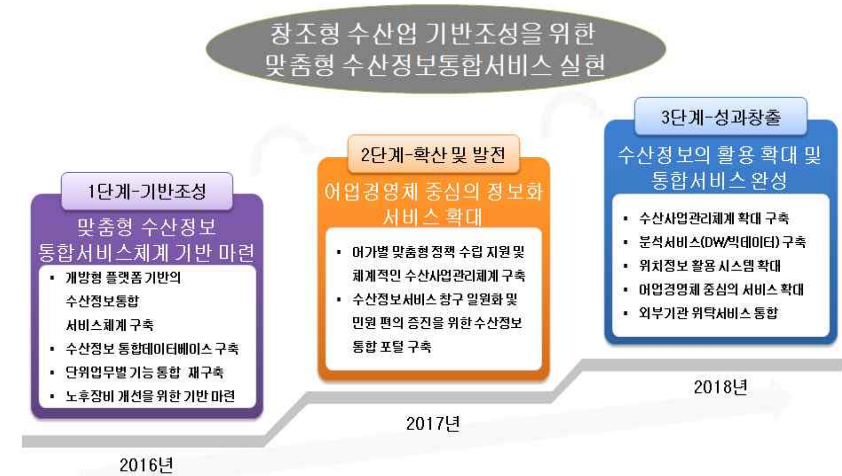 창조형 수산업 기반조성을 위한
맞춤형 수산정보통합서비스 실현
1단계-기반조성
맞춤형 수산정보
통합서비스체계 기반 마련
▪ 개방형 플랫폼 기반의
수산정보통합
서비스체계 구축
▪ 수산정보 통합데이터베이스 구축
▪ 단위업무별 기능 통합 재구축
▪ 노후장비 개선을 위한 기반 마련
2016년
2단계-확산 및 발전
어업경영체 중심의 정보화
서비스 확대
▪ 어가별 맞춤형 정책 수립 지원 및
체계적인 수산사업관리체계 구축
▪ 수산정보서비스 창구 일원화 및
민원 편의 증진을 위한 수산정보
통합 포털 구축
2017년
3단계-성과창출
수산정보의 활용 확대 및
통합서비스 완성
▪ 수산사업관리체계 확대 구축
▪ 분석서비스(DW/빅데이터) 구축
▪ 위치정보 활용 시스템 확대
▪ 어업경영체 중심의 서비스 확대
▪ 외부기관 위탁서비스 통합
2018년